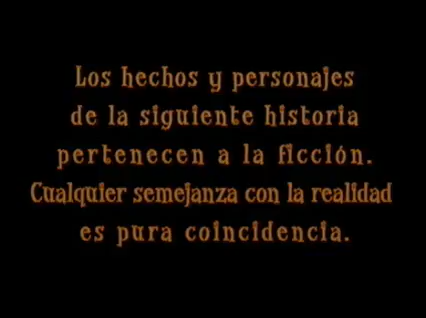 Los hechos y personajes
de la siguiente historia
pertenecen a la ficción.
Cualquier semejanza con la realidad
es pura coincidencia.